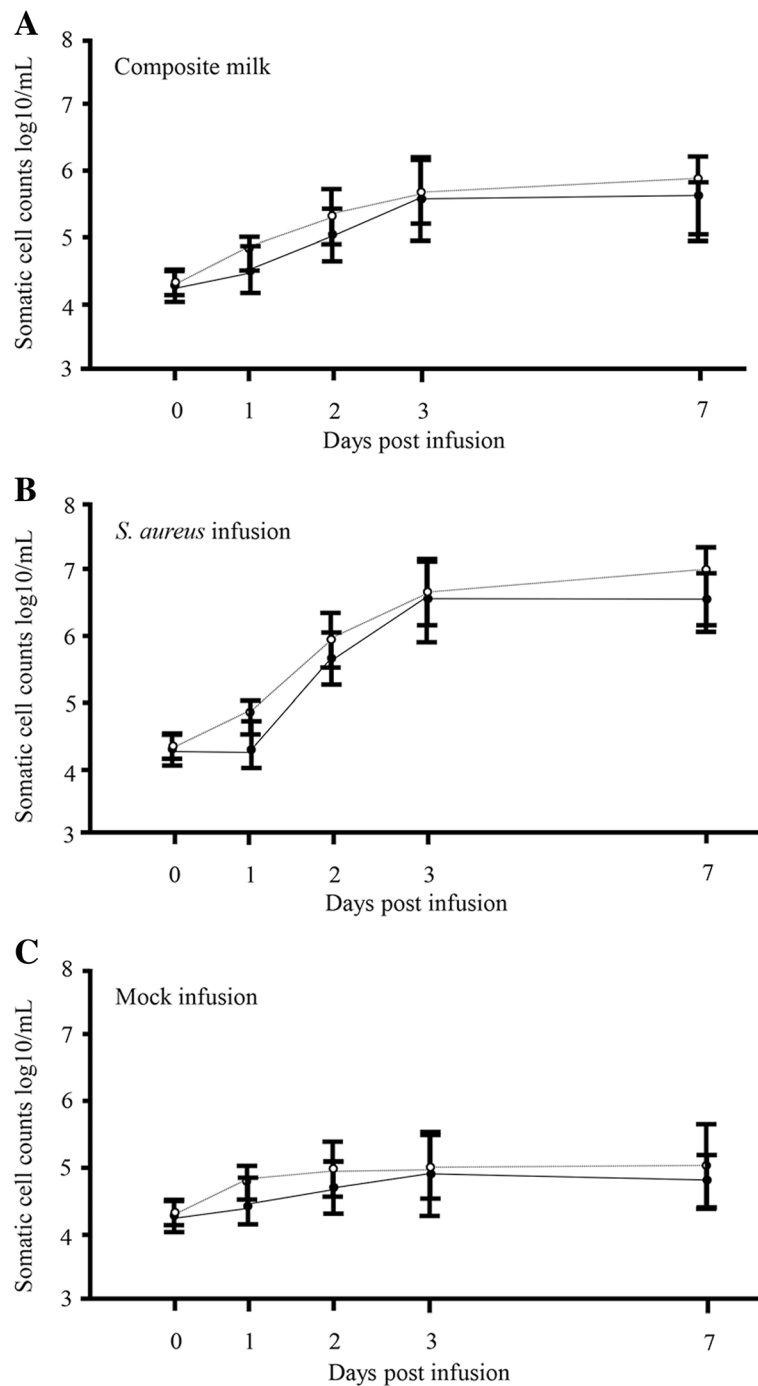 A
8
Composite milk
7
6
5
4
3
Somatic cell counts log10/mL
0 1 2 3 7
Days post infusion
B
8
S. aureus infusion
7
6
5
4
3
Somatic cell counts log10/mL
0 1 2 3 7
Days post infusion
C
8
Mock infusion
7
6
5
4
3
Somatic cell counts log10/mL
0 1 2 3 7
Days post infusion